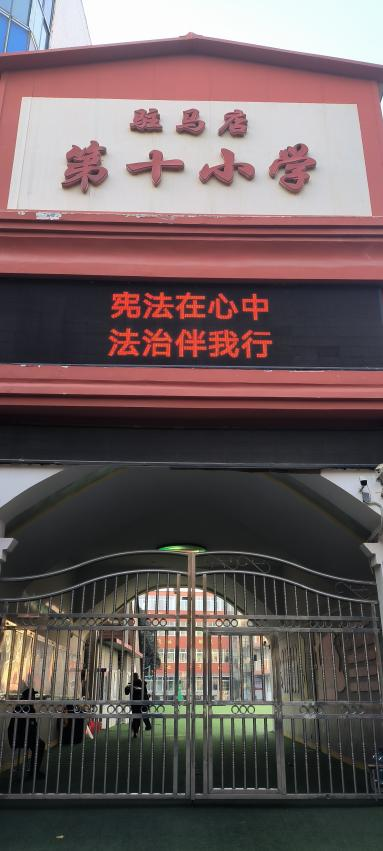 驻马店
第十小学
宪法在心中
法治伴我行